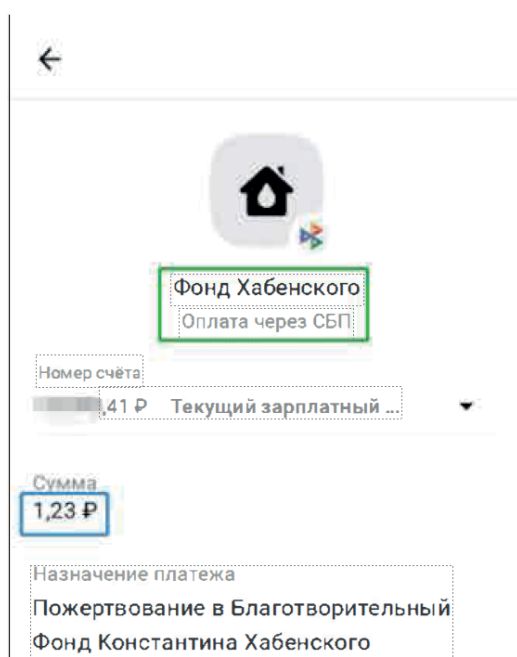 Фонд Хабенского
Оплата через СБП
Номер счёта
,41 ₽ Текущий зарплатный ...
Сумма
1,23 ₽
Назначение платежа
Пожертвование в Благотворительный
Фонд Константина Хабенского